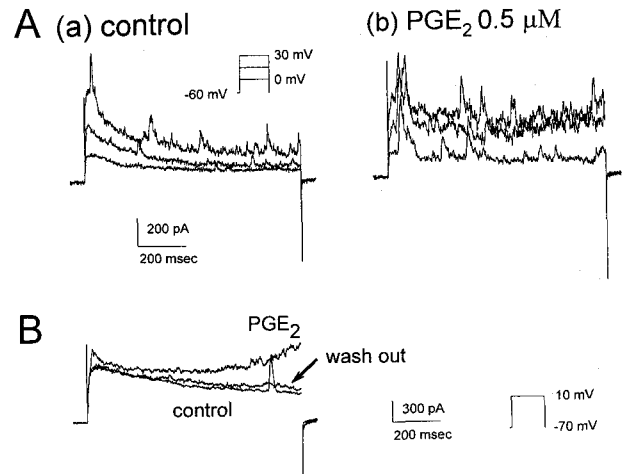 A (a) control
(b) PGE2 0.5 μM
30 mV
0 mV
-60 mV
200 pA
200 msec
B
PGE2
wash out
control
300 pA
200 msec
10 mV
-70 mV